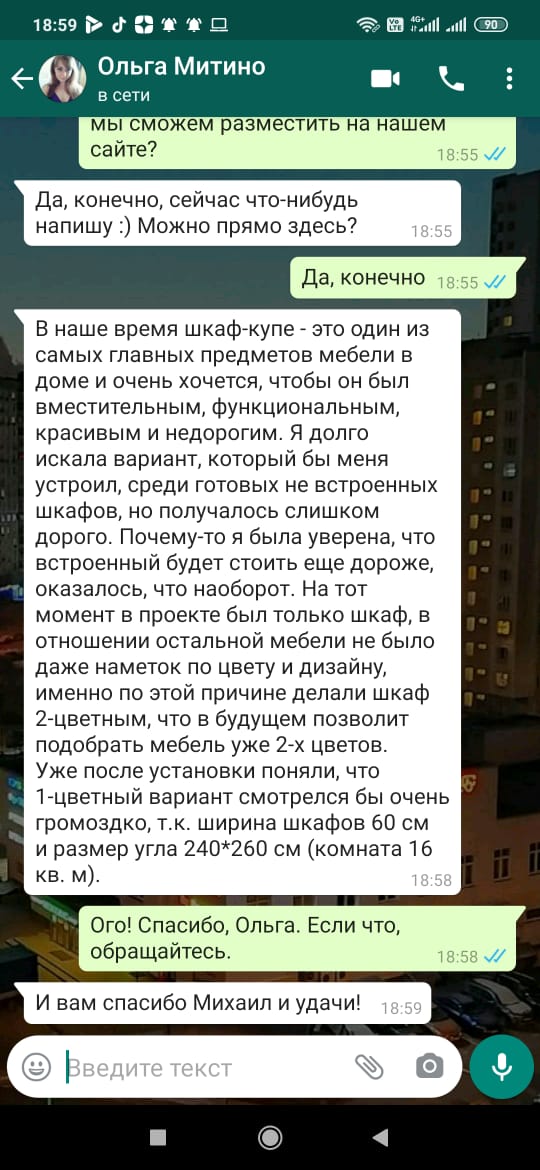 18:59
Vo LTE 4G+ 90
Ольга Митино
в сети
мы сможем разместить на нашем
сайте?
18:55
Да, конечно, сейчас что-нибудь
напишу :) Можно прямо здесь?
18:55
Да, конечно 18:55
В наше время шкаф-купе - это один из
самых главных предметов мебели в
доме и очень хочется, чтобы он был
вместительным, функциональным,
красивым и недорогим. Я долго
искала вариант, который бы меня
устроил, среди готовых не встроенных
шкафов, но получалось слишком
дорого. Почему-то я была уверена, что
встроенный будет стоить еще дороже,
оказалось, что наоборот. На тот
момент в проекте был только шкаф, в
отношении остальной мебели не было
даже наметок по цвету и дизайну,
именно по этой причине делали шкаф
2-цветным, что в будущем позволит
подобрать мебель уже 2-х цветов.
Уже после установки поняли, что
1-цветный вариант смотрелся бы очень
громоздко, т.к. ширина шкафов 60 см
и размер угла 240*260 см (комната 16
кв. м).
18:58
Ого! Спасибо, Ольга. Если что,
обращайтесь.
18:58
И вам спасибо Михаил и удачи! 18:59
Введите текст